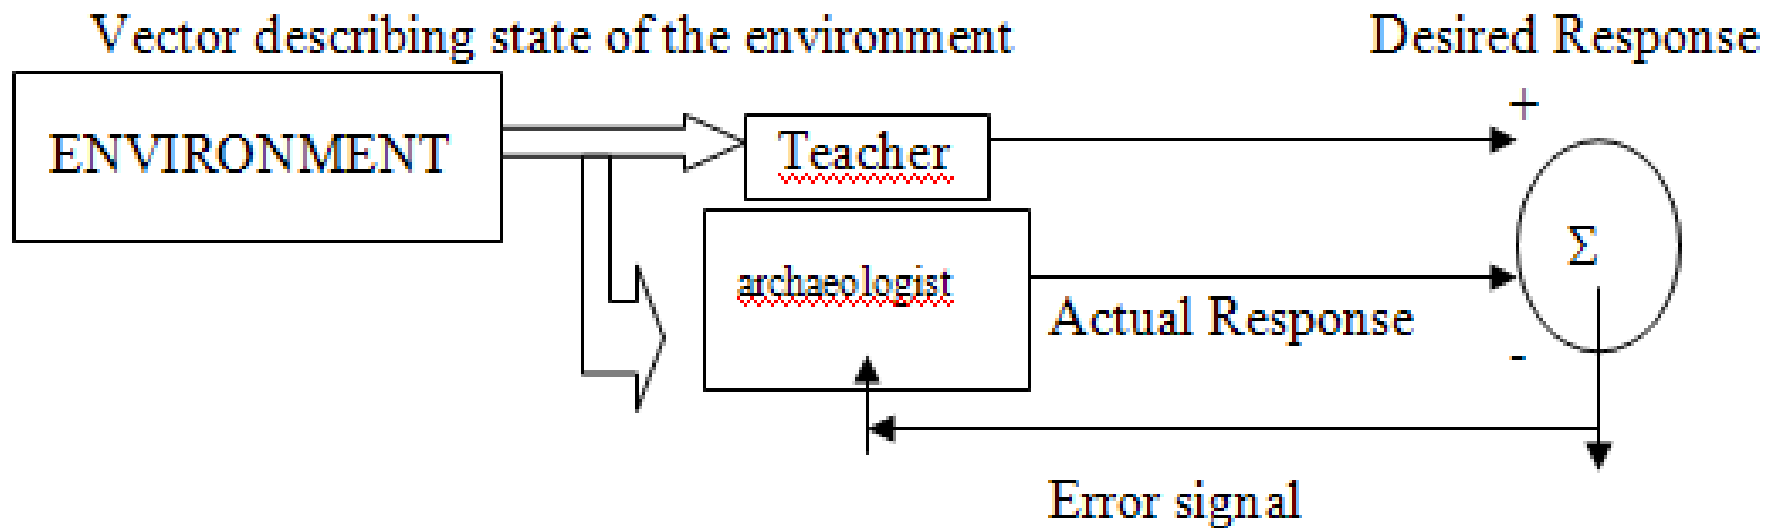 Vector describing state of the environment
Desired Response
+
ENVIRONMENT
Teacher
Σ
archaeologist
Actual Response
-
Error signal